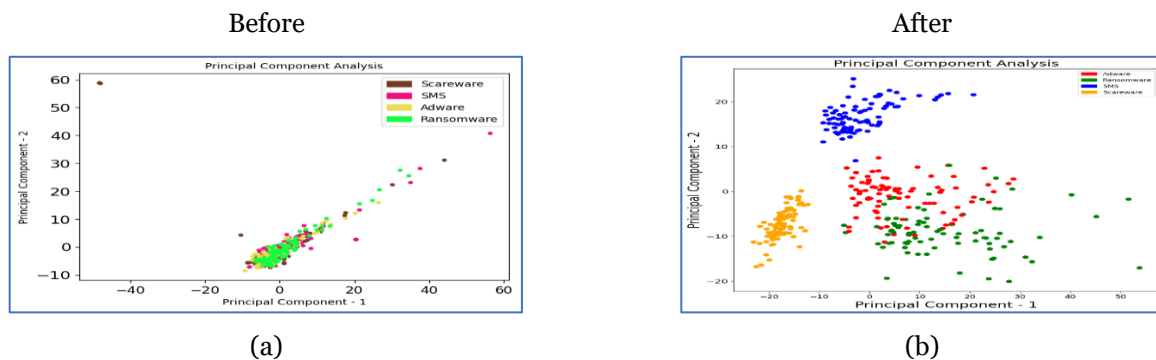 Before
Principal Component Analysis
Scareware
SMS
Adware
Ransomware
Principal Component - 2
60
50
40
30
20
10
0
−10
−40
−20
0
20
40
60
Principal Component - 1
(a)
After
Principal Component Analysis
Adware
Ransomware
SMS
Scareware
Principal Component - 2
20
10
0
−10
−20
−20
−10
0
10
20
30
40
50
Principal Component - 1
(b)